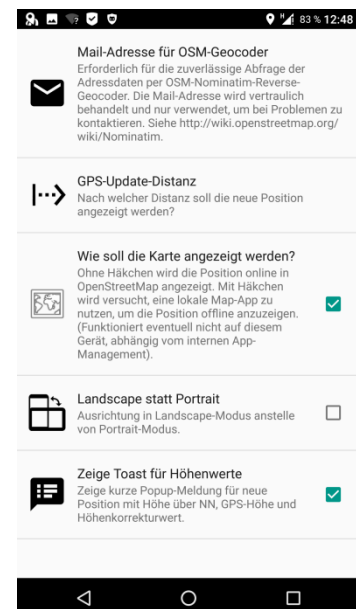 83 % 12:48
Mail-Adresse für OSM-Geocoder
Erforderlich für die zuverlässige Abfrage der
Adressdaten per OSM-Nominatim-Reverse-
Geocoder. Die Mail-Adresse wird vertraulich
behandelt und nur verwendet, um bei Problemen zu
kontaktieren. Siehe http://wiki.openstreetmap.org/
wiki/Nominatim.
GPS-Update-Distanz
Nach welcher Distanz soll die neue Position
angezeigt werden?
Wie soll die Karte angezeigt werden?
Ohne Häkchen wird die Position online in
OpenStreetMap angezeigt. Mit Häkchen
wird versucht, eine lokale Map-App zu
nutzen, um die Position offline anzuzeigen.
(Funktioniert eventuell nicht auf diesem
Gerät, abhängig vom internen App-
Management).
Landscape statt Portrait
Ausrichtung in Landscape-Modus anstelle
von Portrait-Modus.
Zeige Toast für Höhenwerte
Zeige kurze Popup-Meldung für neue
Position mit Höhe über NN, GPS-Höhe und
Höhenkorrekturwert.